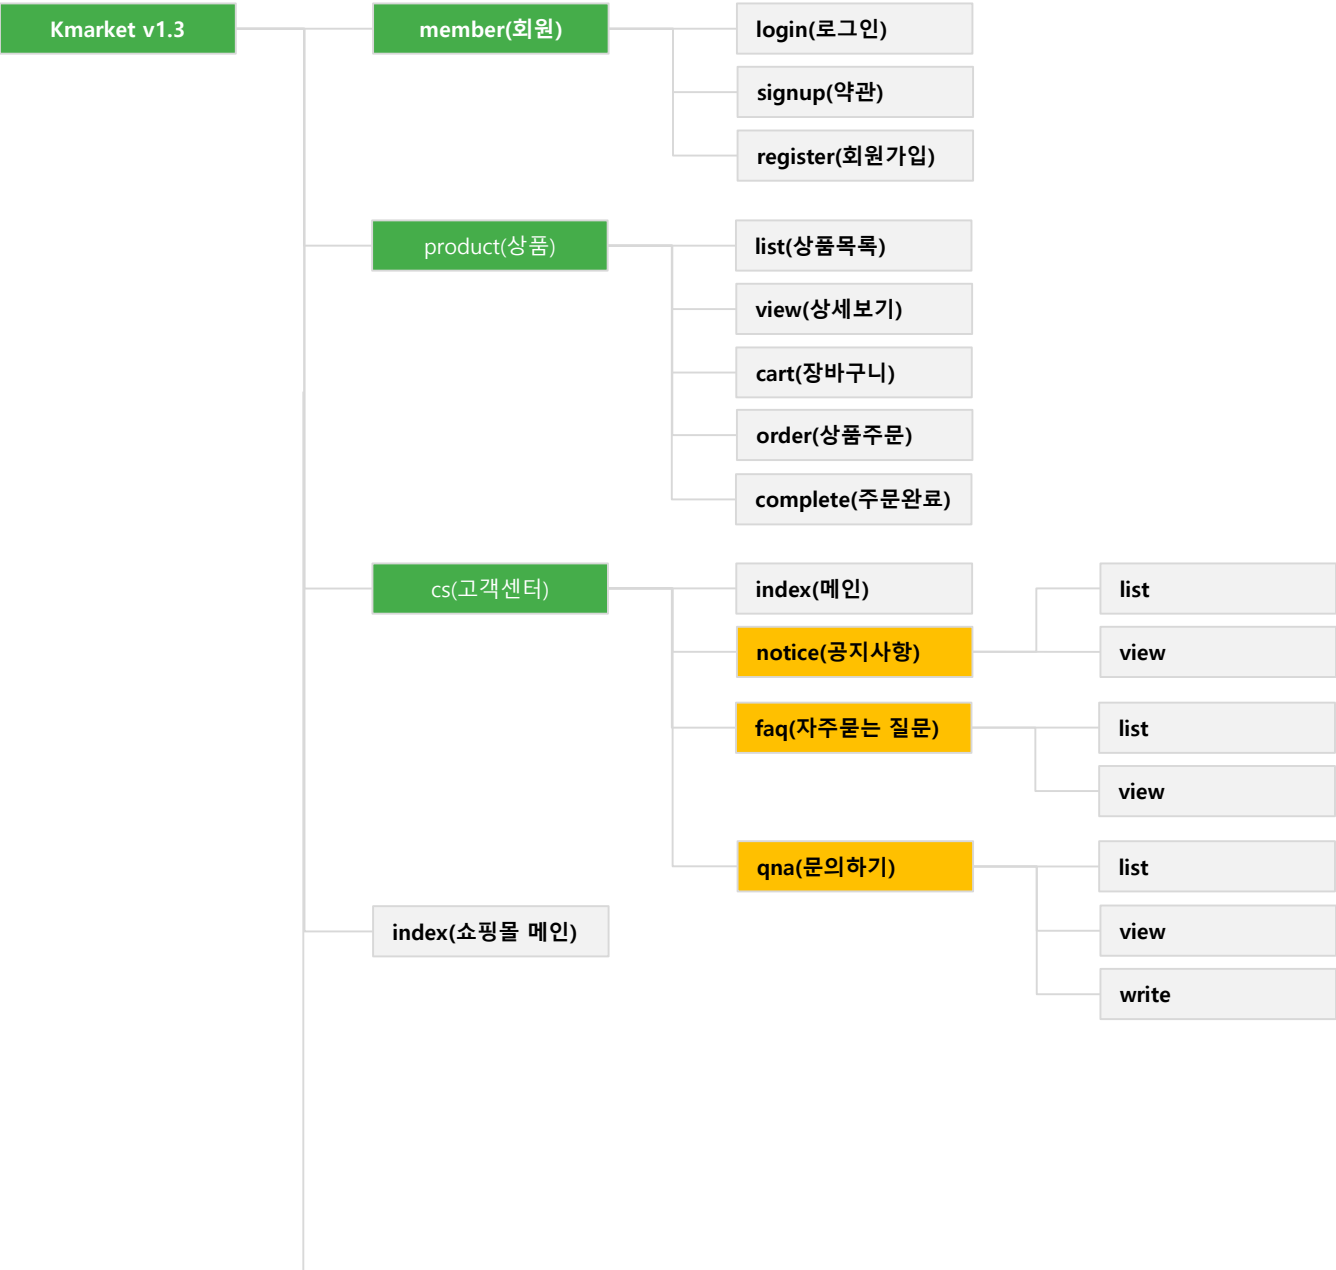 Kmarket v1.3
member(회원)
login(로그인)
signup(약관)
register(회원가입)
product(상품)
list(상품목록)
view(상세보기)
cart(장바구니)
order(상품주문)
complete(주문완료)
cs(고객센터)
index(메인)
list
notice(공지사항)
view
faq(자주묻는 질문)
list
view
qna(문의하기)
list
index(쇼핑몰 메인)
view
write